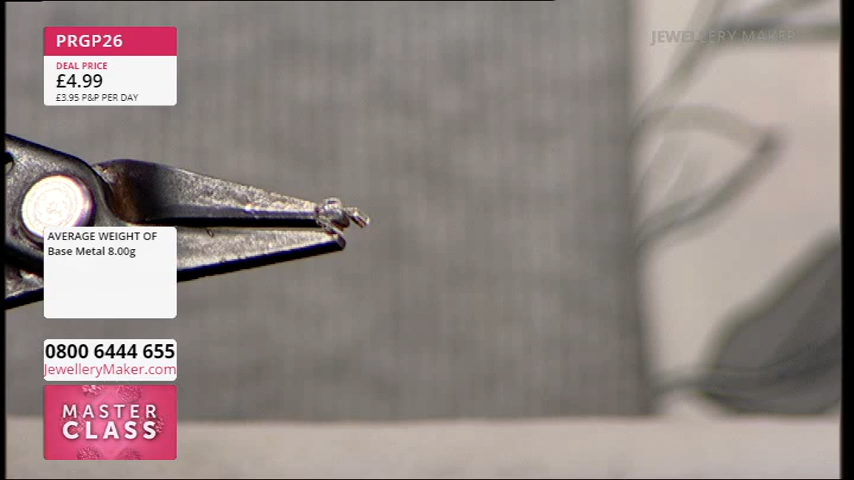 PRGP26
DEAL PRICE
£4.99
£3.95 P&P PER DAY
JEWELLERY MAKER
AVERAGE WEIGHT OF
Base Metal 8.00g
0800 6444 655
JewelleryMaker.com
MASTER
CLASS